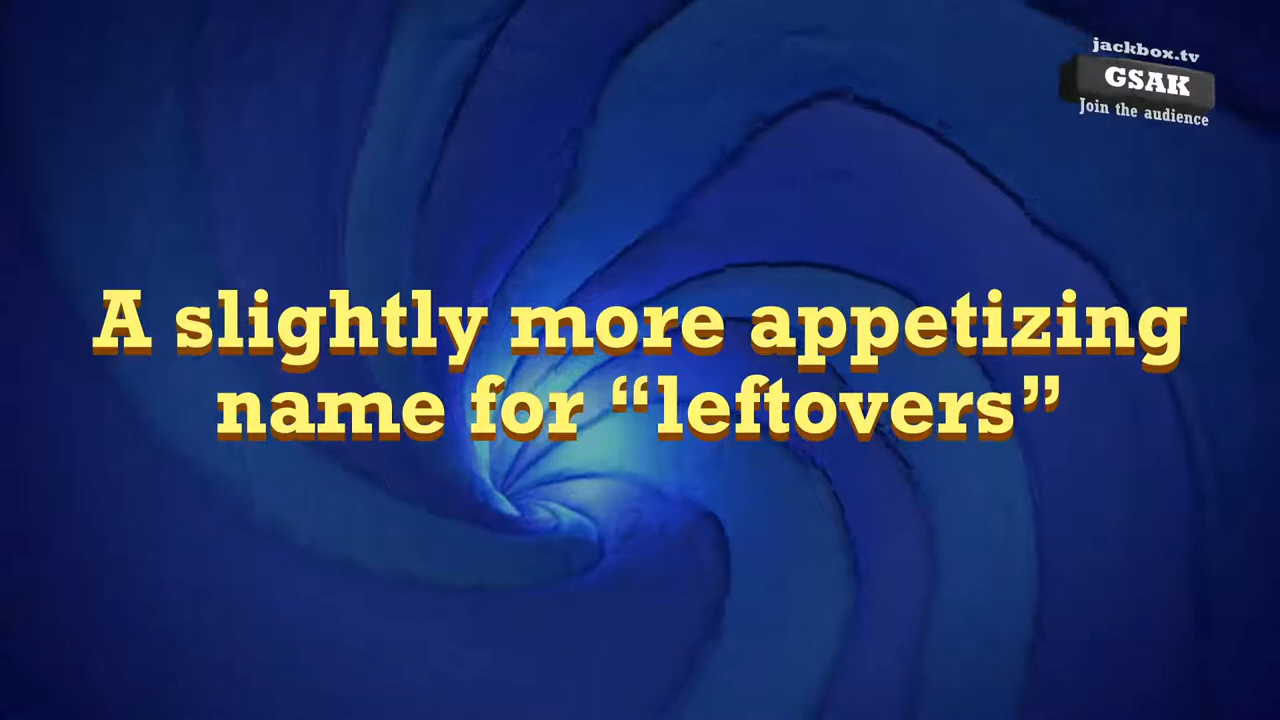 jackbox.tv
GSAK
Join the audience
A slightly more appetizing
name for “leftovers”